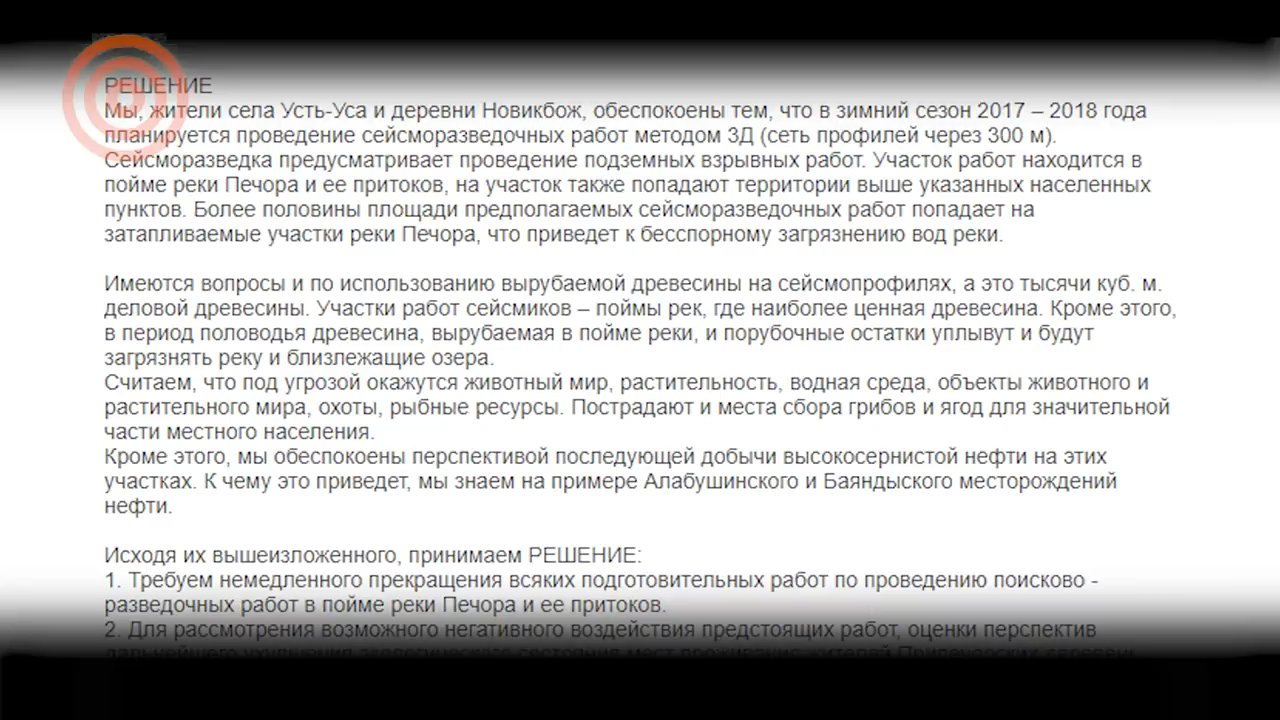 РЕШЕНИЕ
Мы, жители села Усть-Уса и деревни Новикбож, обеспокоены тем, что в зимний сезон 2017 – 2018 года
планируется проведение сейсморазведочных работ методом 3Д (сеть профилей через 300 м).
Сейсморазведка предусматривает проведение подземных взрывных работ. Участок работ находится в
пойме реки Печора и ее притоков, на участок также попадают территории выше указанных населенных
пунктов. Более половины площади предполагаемых сейсморазведочных работ попадает на
затапливаемые участки реки Печора, что приведет к бесспорному загрязнению вод реки.
Имеются вопросы и по использованию вырубаемой древесины на сейсмопрофилях, а это тысячи куб. м.
деловой древесины. Участки работ сейсмиков – поймы рек, где наиболее ценная древесина. Кроме этого,
в период половодья древесина, вырубаемая в пойме реки, и порубочные остатки уплывут и будут
загрязнять реку и близлежащие озера.
Считаем, что под угрозой окажутся животный мир, растительность, водная среда, объекты животного и
растительного мира, охоты, рыбные ресурсы. Пострадают и места сбора грибов и ягод для значительной
части местного населения.
Кроме этого, мы обеспокоены перспективой последующей добычи высокосернистой нефти на этих
участках. К чему это приведет, мы знаем на примере Алабушинского и Баяндыского месторождений
нефти.
Исходя их вышеизложенного, принимаем РЕШЕНИЕ:
1. Требуем немедленного прекращения всяких подготовительных работ по проведению поисково -
разведочных работ в пойме реки Печора и ее притоков.
2. Для рассмотрения возможного негативного воздействия предстоящих работ, оценки перспектив
дальнейшего ухудшения экологического состояния мест проживания жителей Припечорских